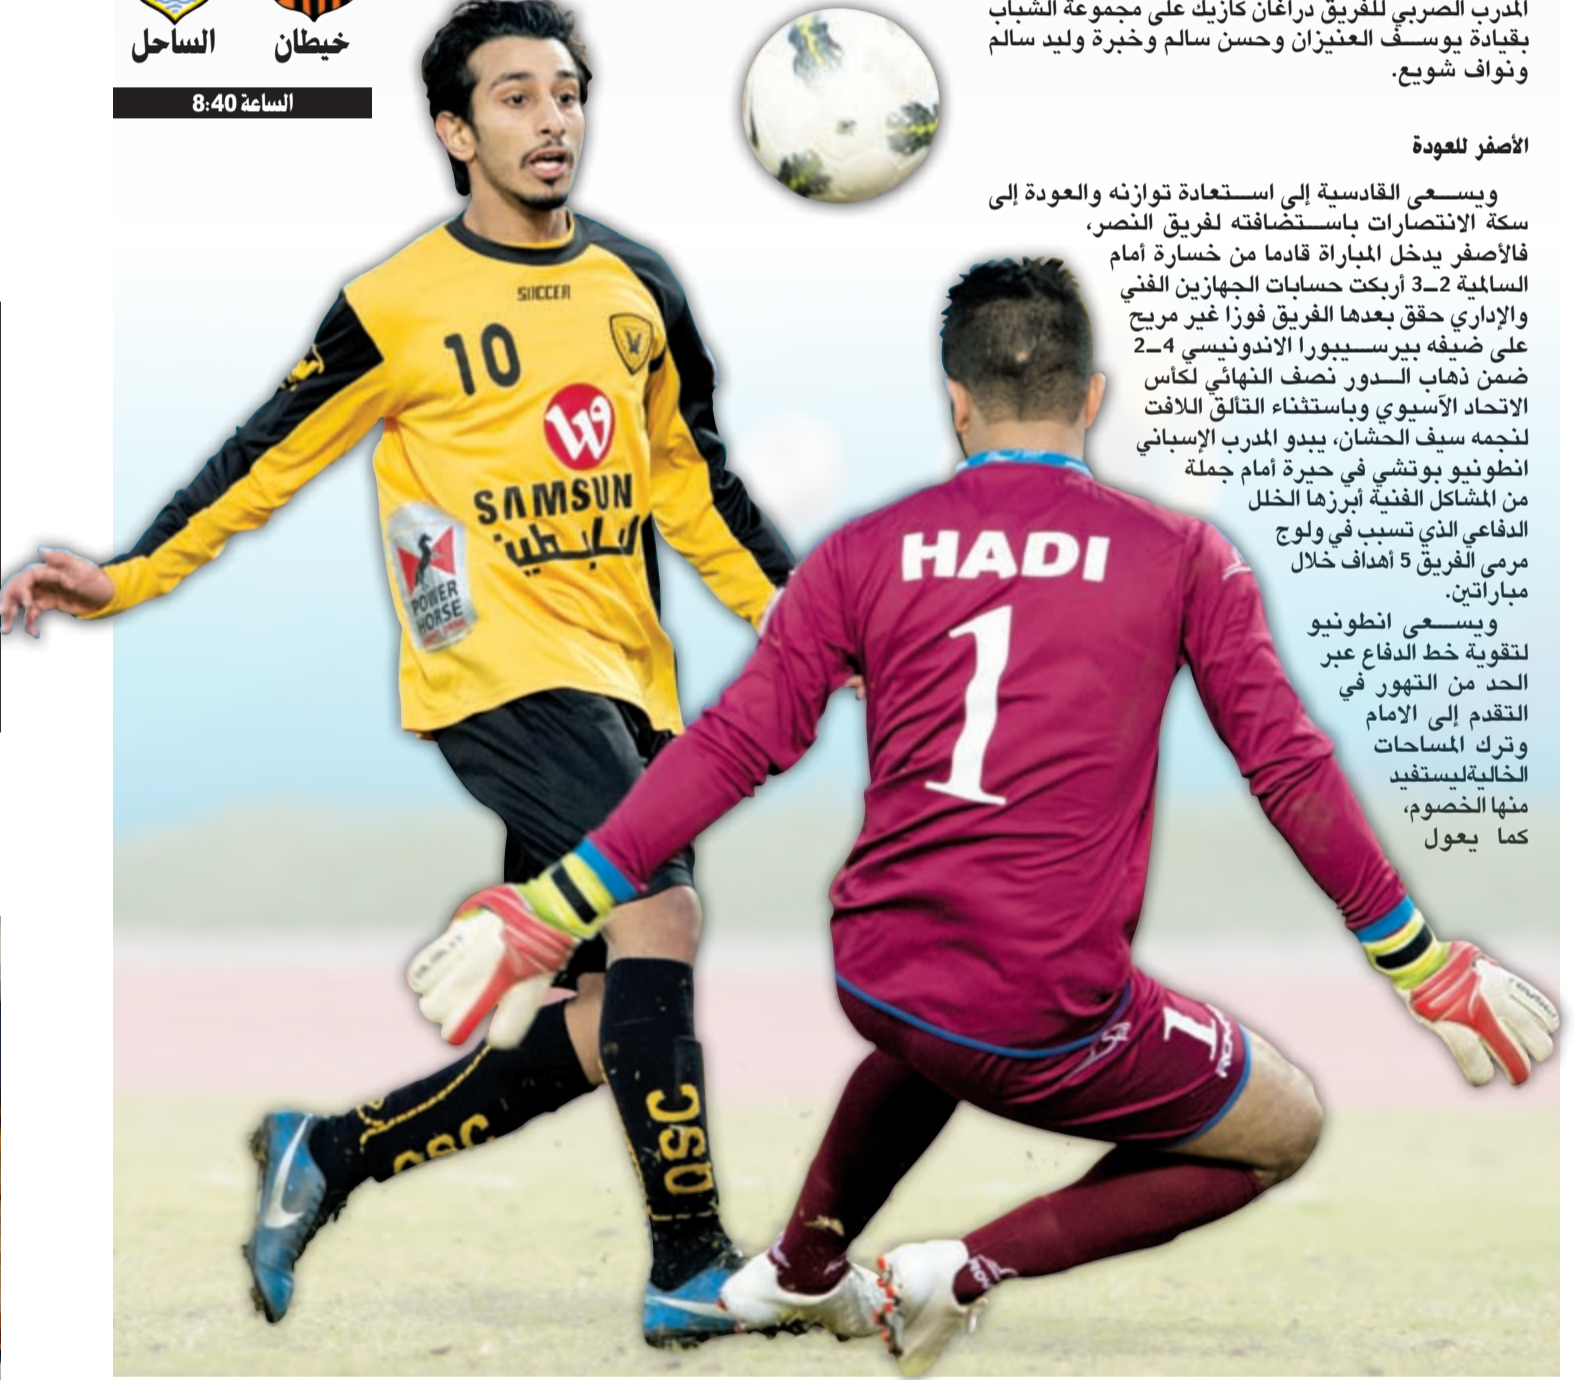 المدرب الصربي للفريق دراغان كازيك على مجموعة الشباب
بقيادة يوسف العنيزان وحسن سالم وخبرة وليد سالم
ونواف شويع.
الأصفر للعودة
ويسعى القادسية إلى استعادة توازنه والعودة إلى
سكة الانتصارات باستضافته لفريق النصر،
فالأصفر يدخل المباراة قادما من خسارة أمام
السالمية 2-3 أربكت حسابات الجهازين الفني
والإداري حقق بعدها الفريق فوزا غير مريح
على ضيفه بيرسيبورا الاندونيسي 4-2
ضمن ذهاب الدور نصف النهائي لكأس
الاتحاد الآسيوي وباستثناء التألق اللافت
لنجمه سيف الحشان، يبدو المدرب الإسباني
انطونيو بوتشي في حيرة أمام جملة
من المشاكل الفنية أبرزها الخلل
الدفاعي الذي تسبب في ولوج
مرمى الفريق 5 أهداف خلال
مباراتين.
ويسعى انطونيو
لتقوية خط الدفاع عبر
الحد من التهور في
التقدم إلى الامام
وترك المساحات
الخاليةليستفيد
منها الخصوم،
كما يعول
خيطان
الساحل
الساعة 8:40
SOCCER
10
SAMSUN
البابطين
POWER
HORSE
HADI
1
1
QSC
QSC